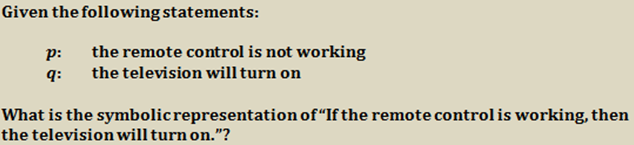 Given the following statements:
p: the remote control is not working
q: the television will turn on
What is the symbolic representation of “If the remote control is working, then
the television will turn on.”?